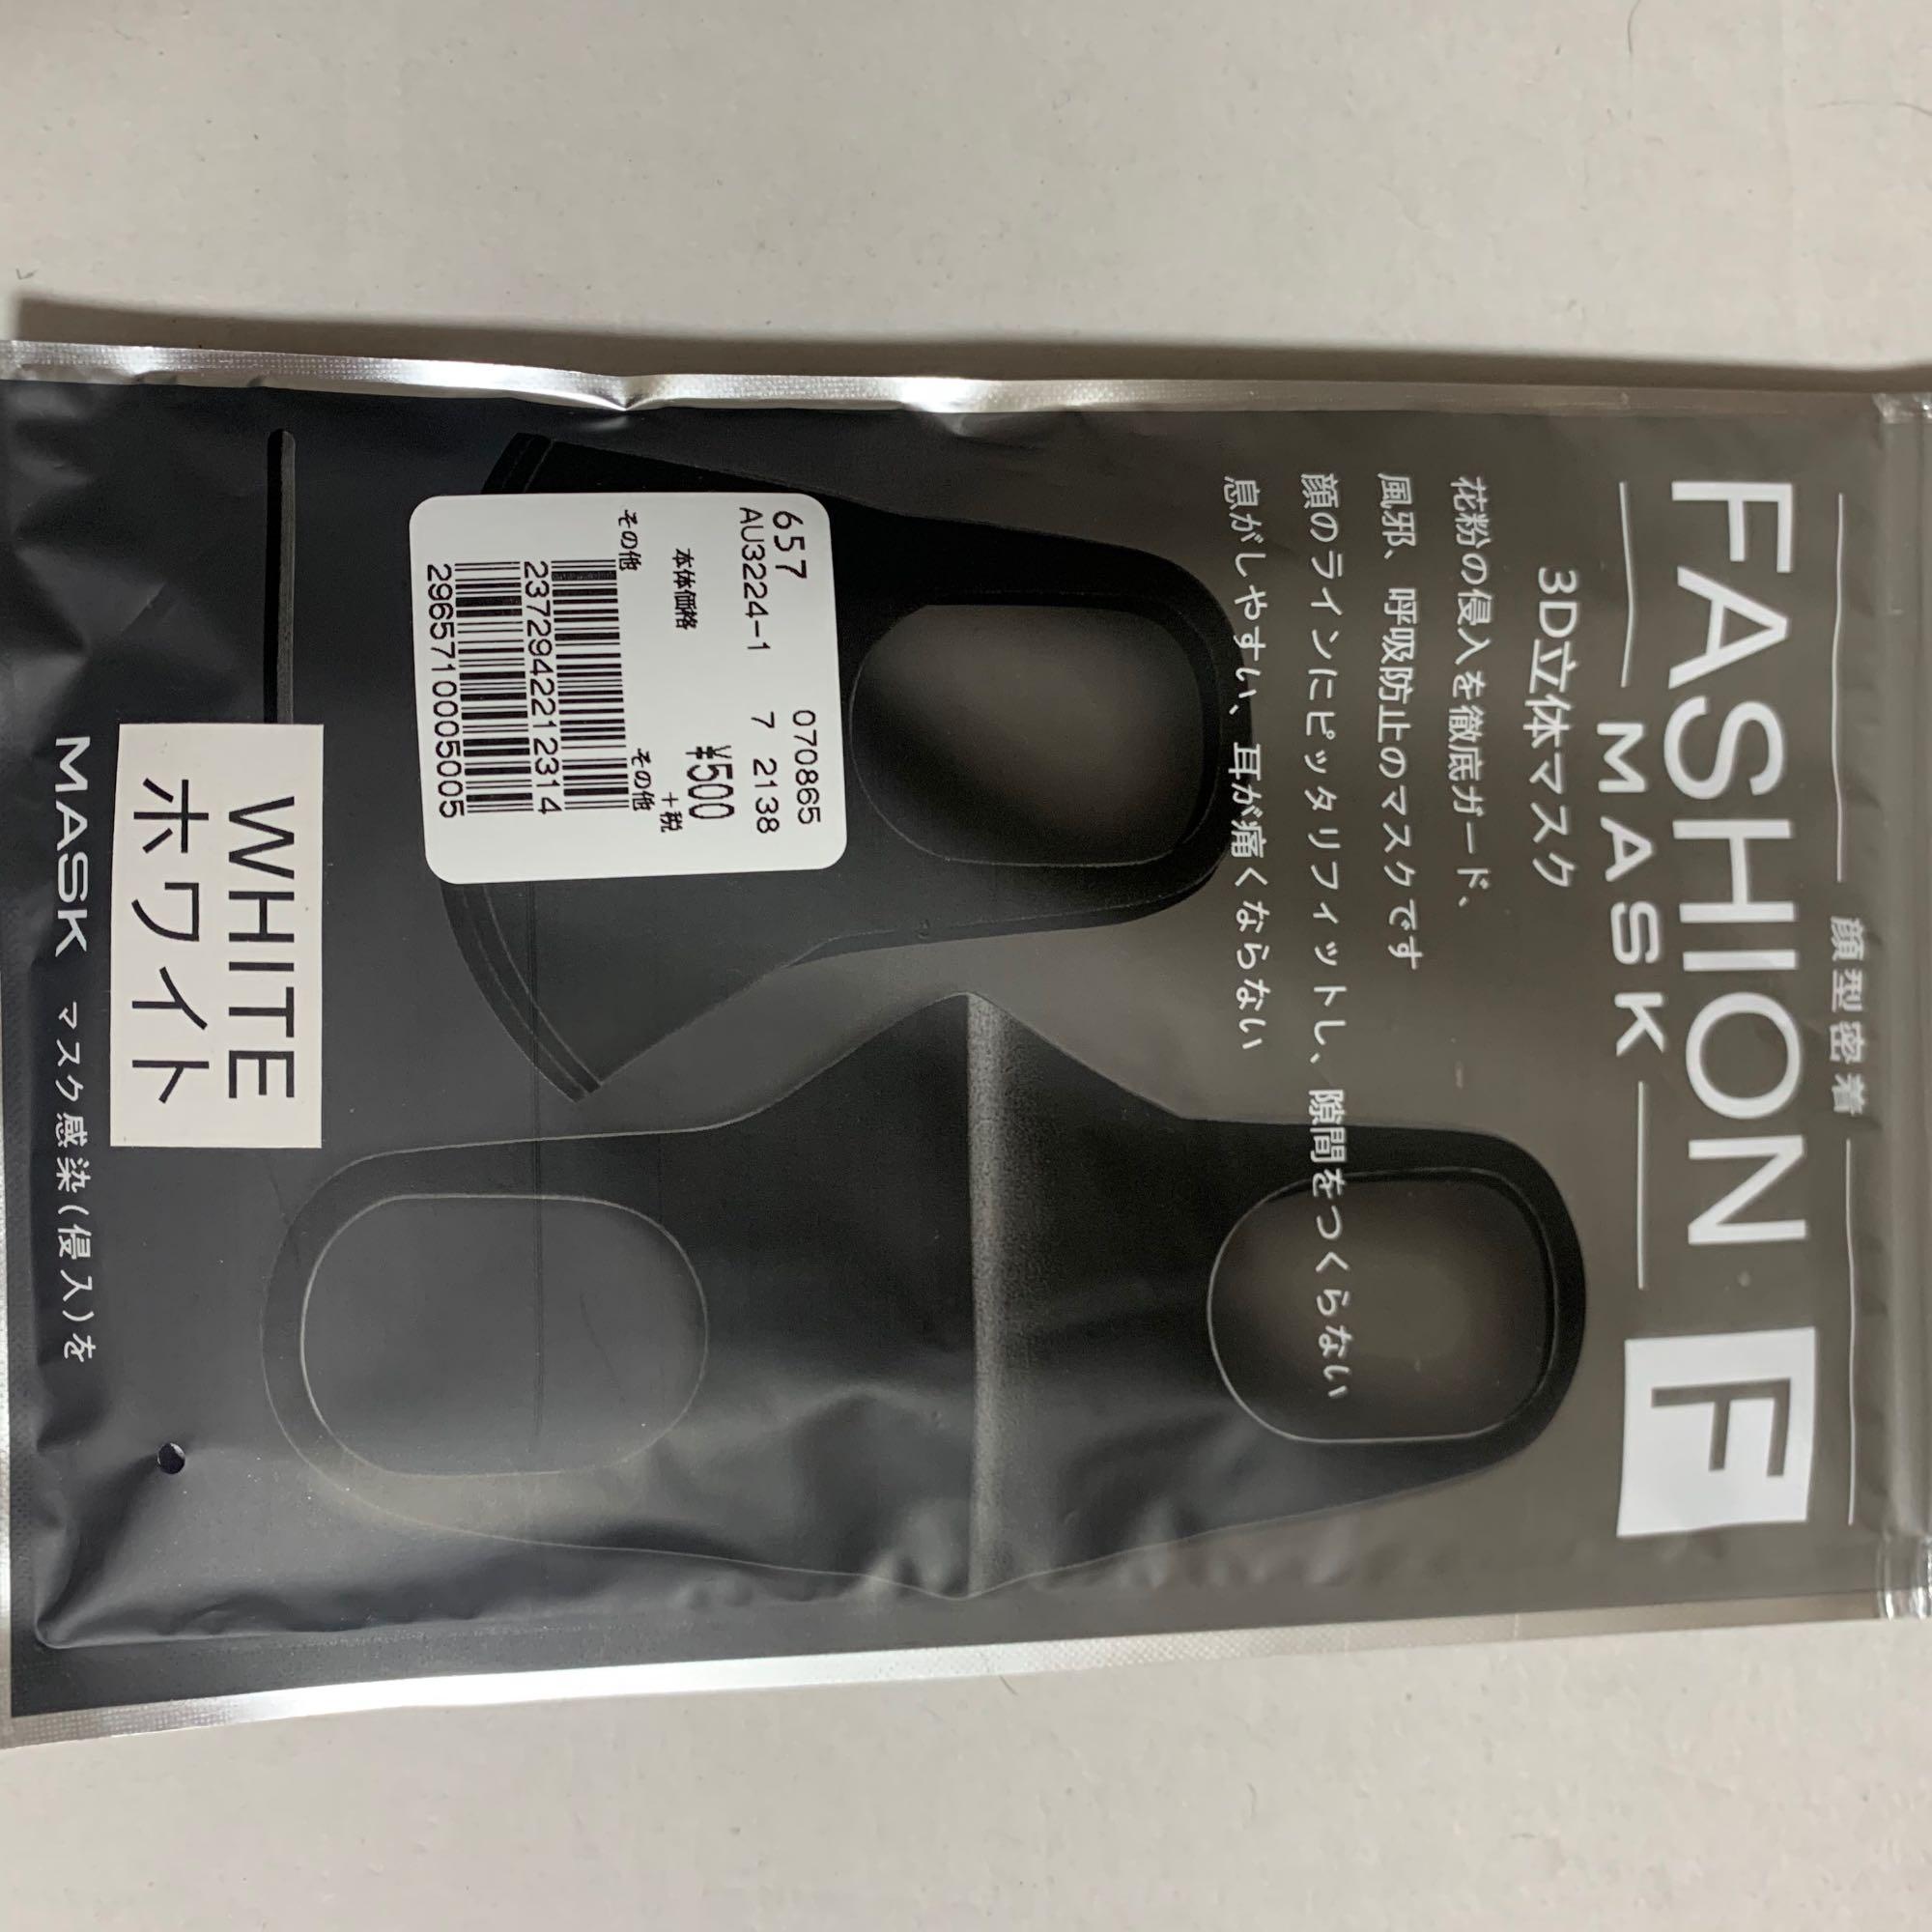 顔型密着
FASHION F
MASK
3D立体マスク
花粉の侵入を徹底ガード、
風邪、呼吸防止のマスクです
顔のラインにピッタリフィットし、隙間をつくらない
息がしやすい、耳が痛くならない
657 070865
AU3224-1 7 2138
本体価格 ¥500
+税
その他 その他
2372942212314
2965710005005
WHITE
ホワイト
MASK マスク感染(侵入)を